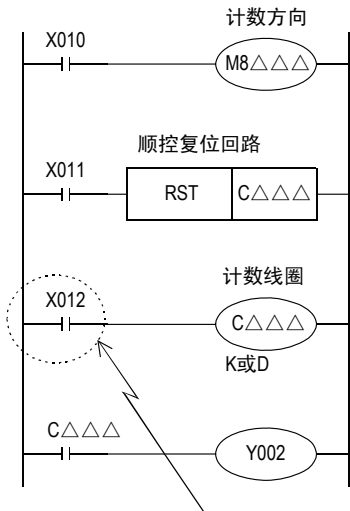 计数方向
X010
M8△△△
顺控复位回路
X011
RST C△△△
计数线圈
X012
C△△△
K或D
C△△△
Y002